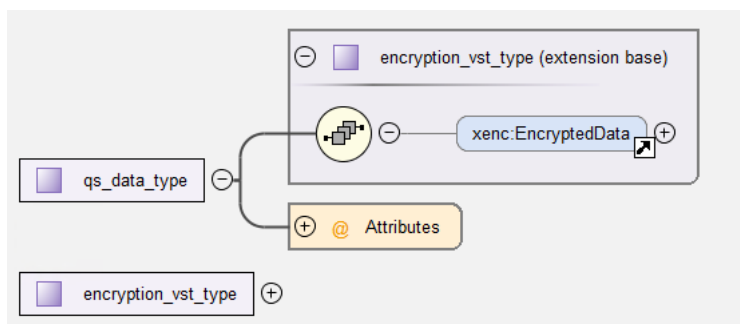 encryption_vst_type (extension base)
xenc:EncryptedData
qs_data_type
@ Attributes
encryption_vst_type